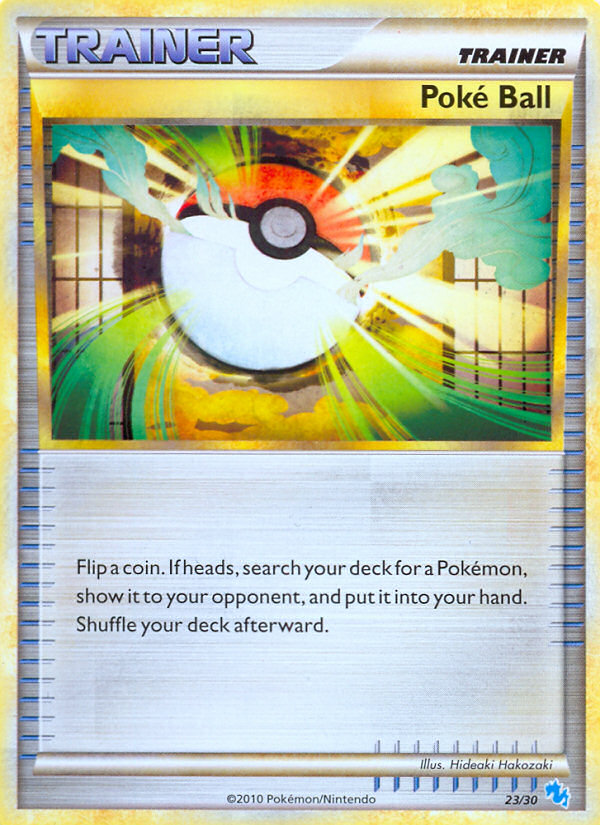 TRAINER
TRAINER
Poké Ball
Flip a coin. If heads, search your deck for a Pokémon,
show it to your opponent, and put it into your hand.
Shuffle your deck afterward.
Illus. Hideaki Hakozaki
©2010 Pokémon/Nintendo
23/30